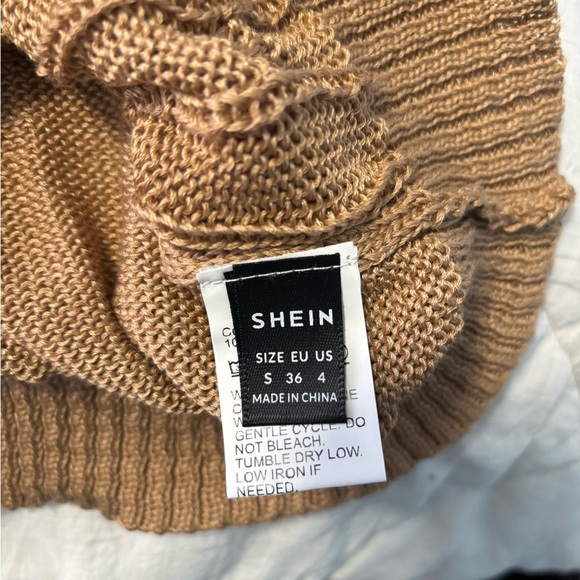 SHEIN
SIZE EU US
S 36 4
MADE IN CHINA
GENTLE CYCLE. DO
NOT BLEACH.
TUMBLE DRY LOW.
LOW IRON IF
NEEDED.